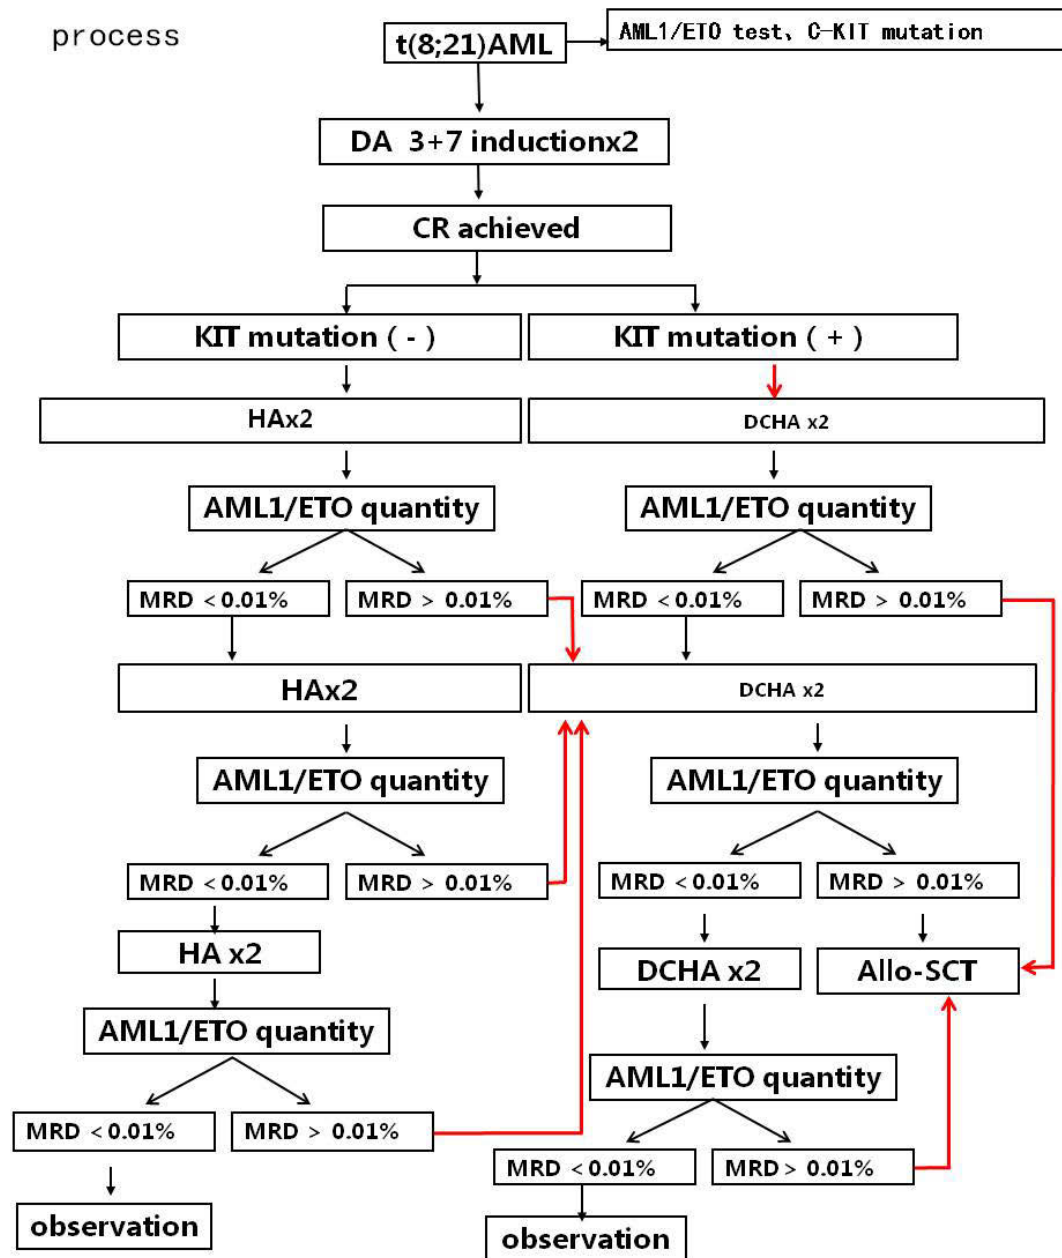 process
t(8;21)AML
AML1/ETO test、C-KIT mutation
DA 3+7 inductionx2
CR achieved
KIT mutation ( - )
KIT mutation ( + )
HAx2
DCHA x2
AML1/ETO quantity
AML1/ETO quantity
MRD < 0.01%
MRD > 0.01%
MRD < 0.01%
MRD > 0.01%
HAx2
DCHA x2
AML1/ETO quantity
AML1/ETO quantity
MRD < 0.01%
MRD > 0.01%
MRD < 0.01%
MRD > 0.01%
HA x2
DCHA x2
Allo-SCT
AML1/ETO quantity
AML1/ETO quantity
MRD < 0.01%
MRD > 0.01%
MRD < 0.01%
MRD > 0.01%
observation
observation